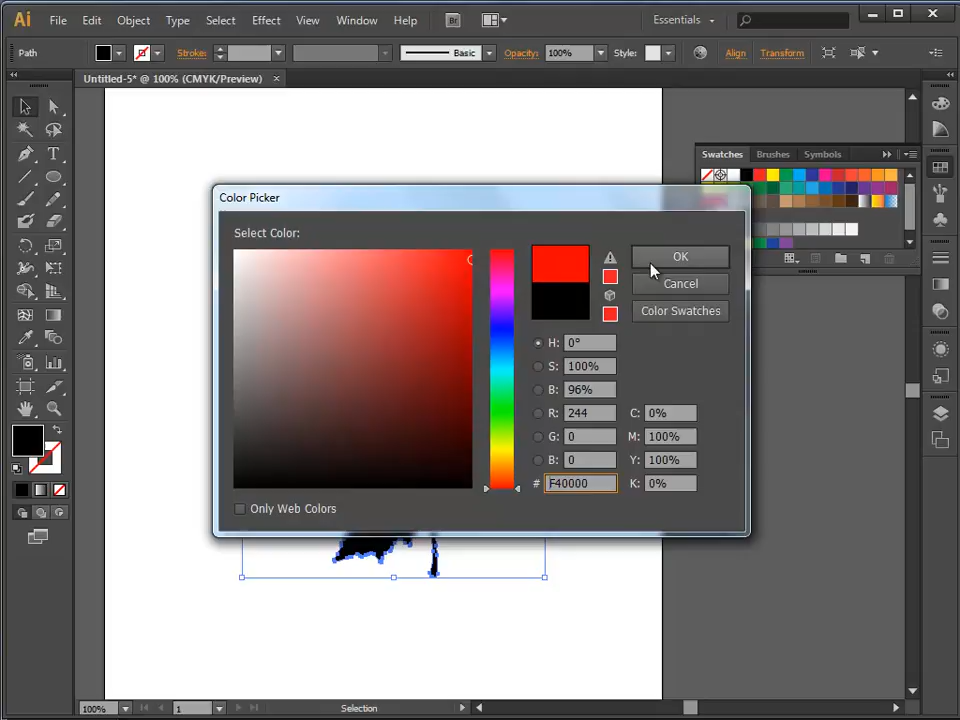 Ai File Edit Object Type Select Effect View Window Help Br Essentials
Path Stroke: Basic Opacity: 100% Style: Align Transform
Untitled-5* @ 100% (CMYK/Preview)
Swatches Brushes Symbols
Color Picker
Select Color:
OK
Cancel
Color Swatches
H: 0°
S: 100%
B: 96%
R: 244 C: 0%
G: 0 M: 100%
B: 0 Y: 100%
# F40000 K: 0%
Only Web Colors
100% 1 Selection